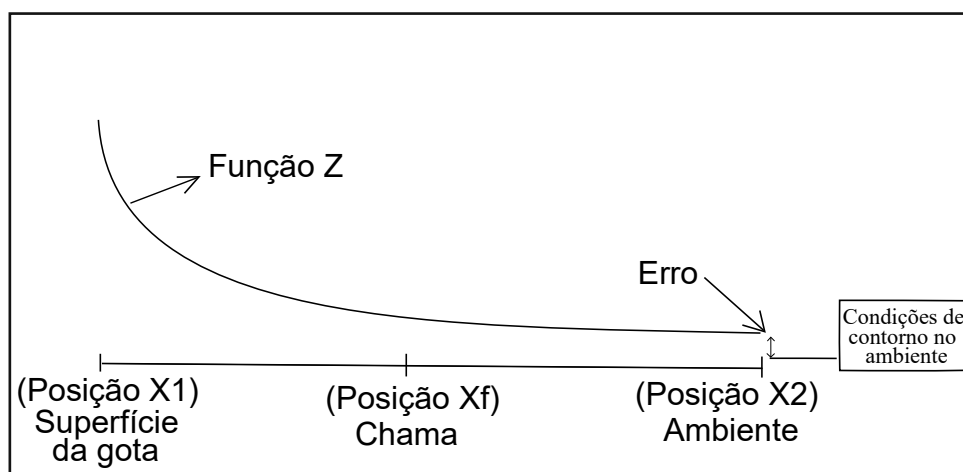 Função Z
Erro
Condições de
contorno no
ambiente
(Posição X1)
Superfície
da gota
(Posição Xf)
Chama
(Posição X2)
Ambiente